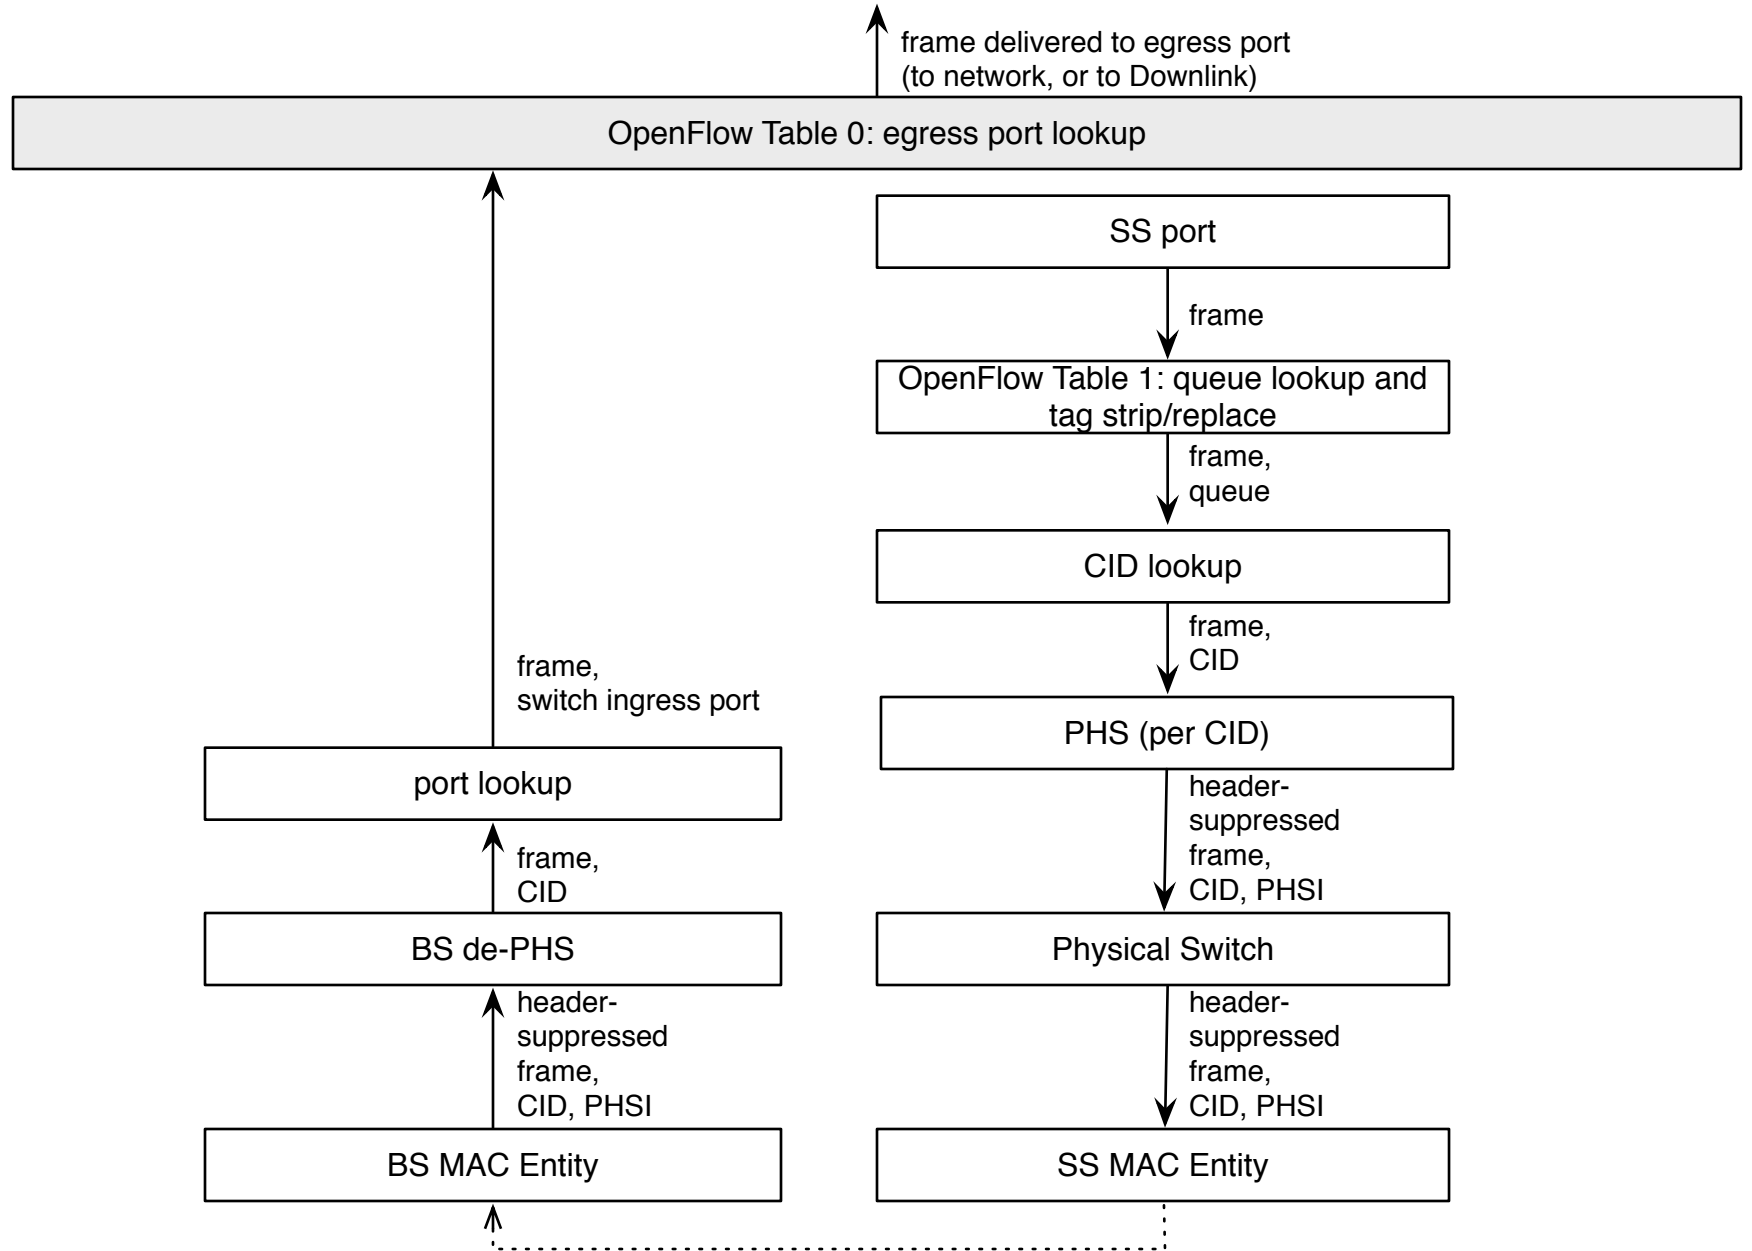 frame delivered to egress port
(to network, or to Downlink)
OpenFlow Table 0: egress port lookup
SS port
frame
OpenFlow Table 1: queue lookup and
tag strip/replace
frame,
queue
CID lookup
frame,
CID
PHS (per CID)
header-
suppressed
frame,
CID, PHSI
Physical Switch
header-
suppressed
frame,
CID, PHSI
SS MAC Entity
frame,
switch ingress port
port lookup
frame,
CID
BS de-PHS
header-
suppressed
frame,
CID, PHSI
BS MAC Entity